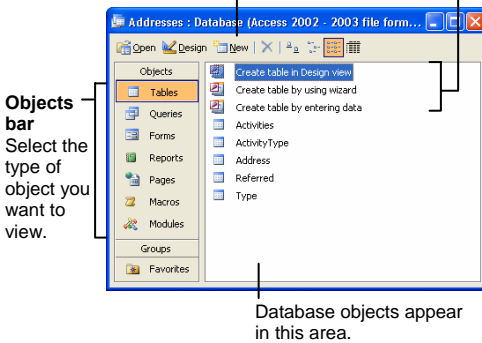 Addresses : Database (Access 2002 - 2003 file form...
Open Design New
Objects
Tables
Queries
Forms
Reports
Pages
Macros
Modules
Groups
Favorites
Create table in Design view
Create table by using wizard
Create table by entering data
Activities
ActivityType
Address
Referred
Type
Objects
bar
Select the
type of
object you
want to
view.
Database objects appear
in this area.